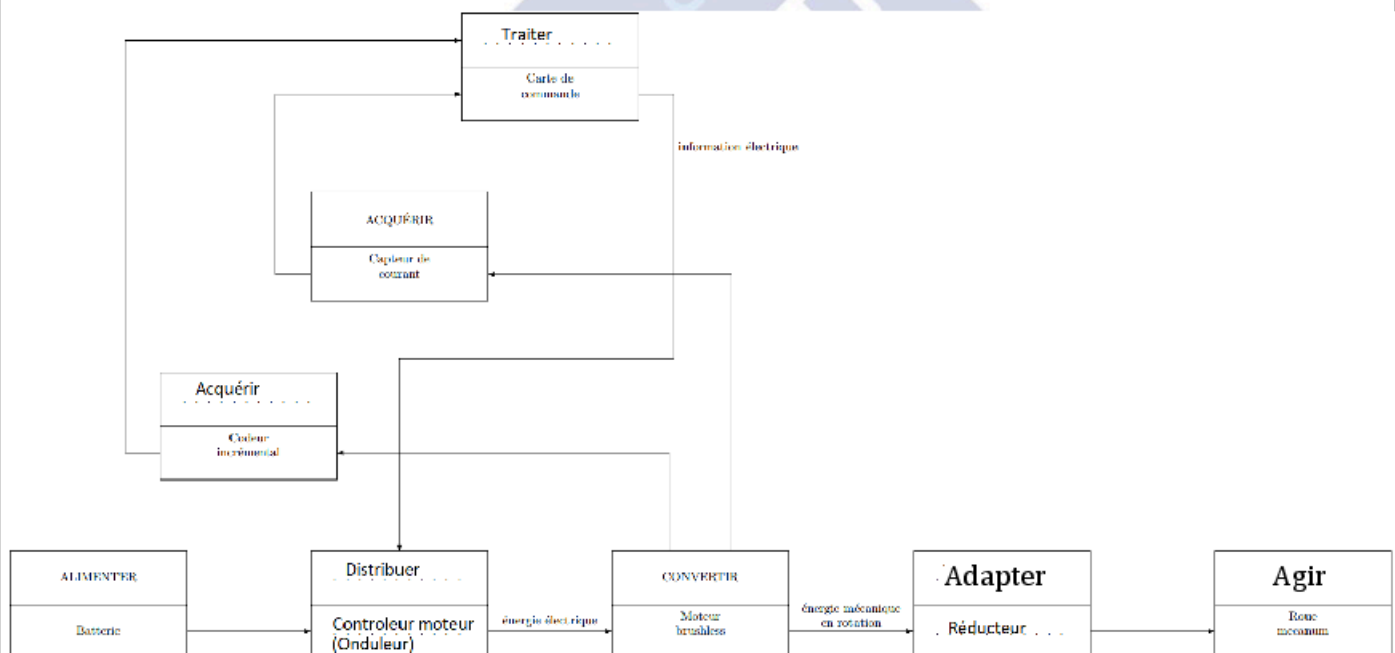 Traiter
Carte de
commande
information électrique
ACQUÉRIR
Capteur de
courant
Acquérir
Codeur
incrémental
ALIMENTER
Batterie
Distribuer
Controleur moteur
(Onduleur)
énergie électrique
CONVERTIR
Moteur
brushless
énergie mécanique
en rotation
Adapter
Réducteur
Agir
Roue
mecanum